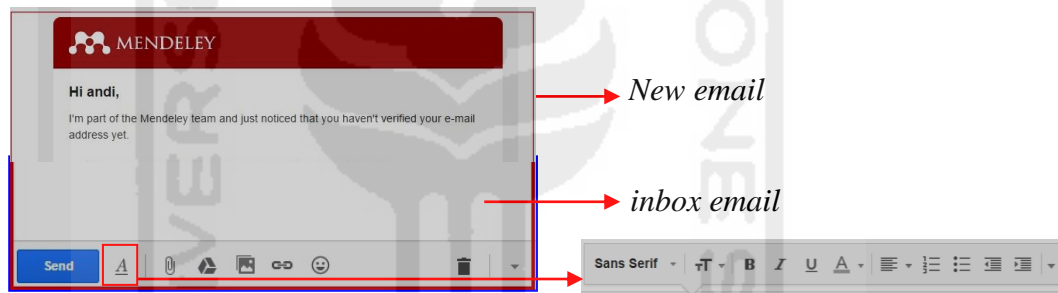 MENDELEY
Hi andi,
I'm part of the Mendeley team and just noticed that you haven't verified your e-mail
address yet.
New email
inbox email
Send A
Sans Serif TT B I U A